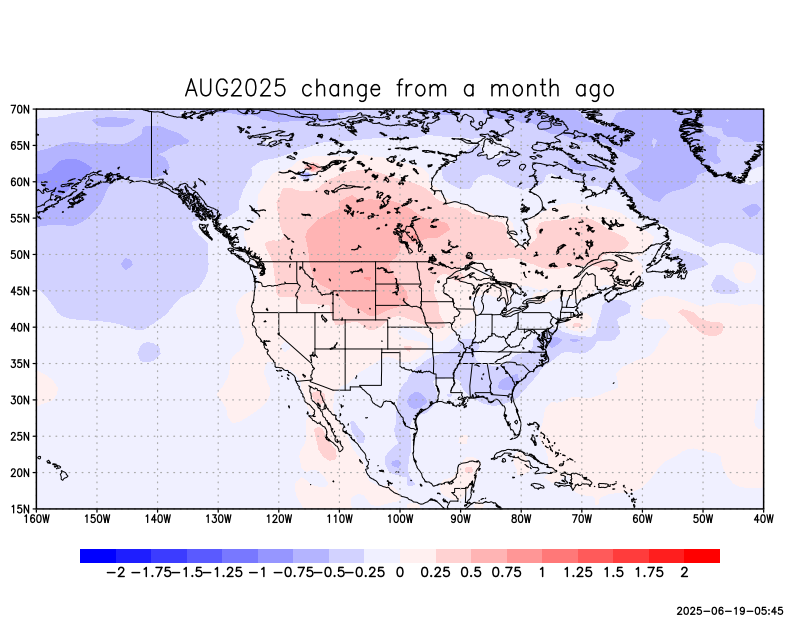 AUG2025 change from a month ago
70N
65N
60N
55N
50N
45N
40N
35N
30N
25N
20N
15N
160W 150W 140W 130W 120W 110W 100W 90W 80W 70W 60W 50W 40W
−2 −1.75 −1.5 −1.25 −1 −0.75 −0.5 −0.25 0 0.25 0.5 0.75 1 1.25 1.5 1.75 2
2025−06−19−05:45